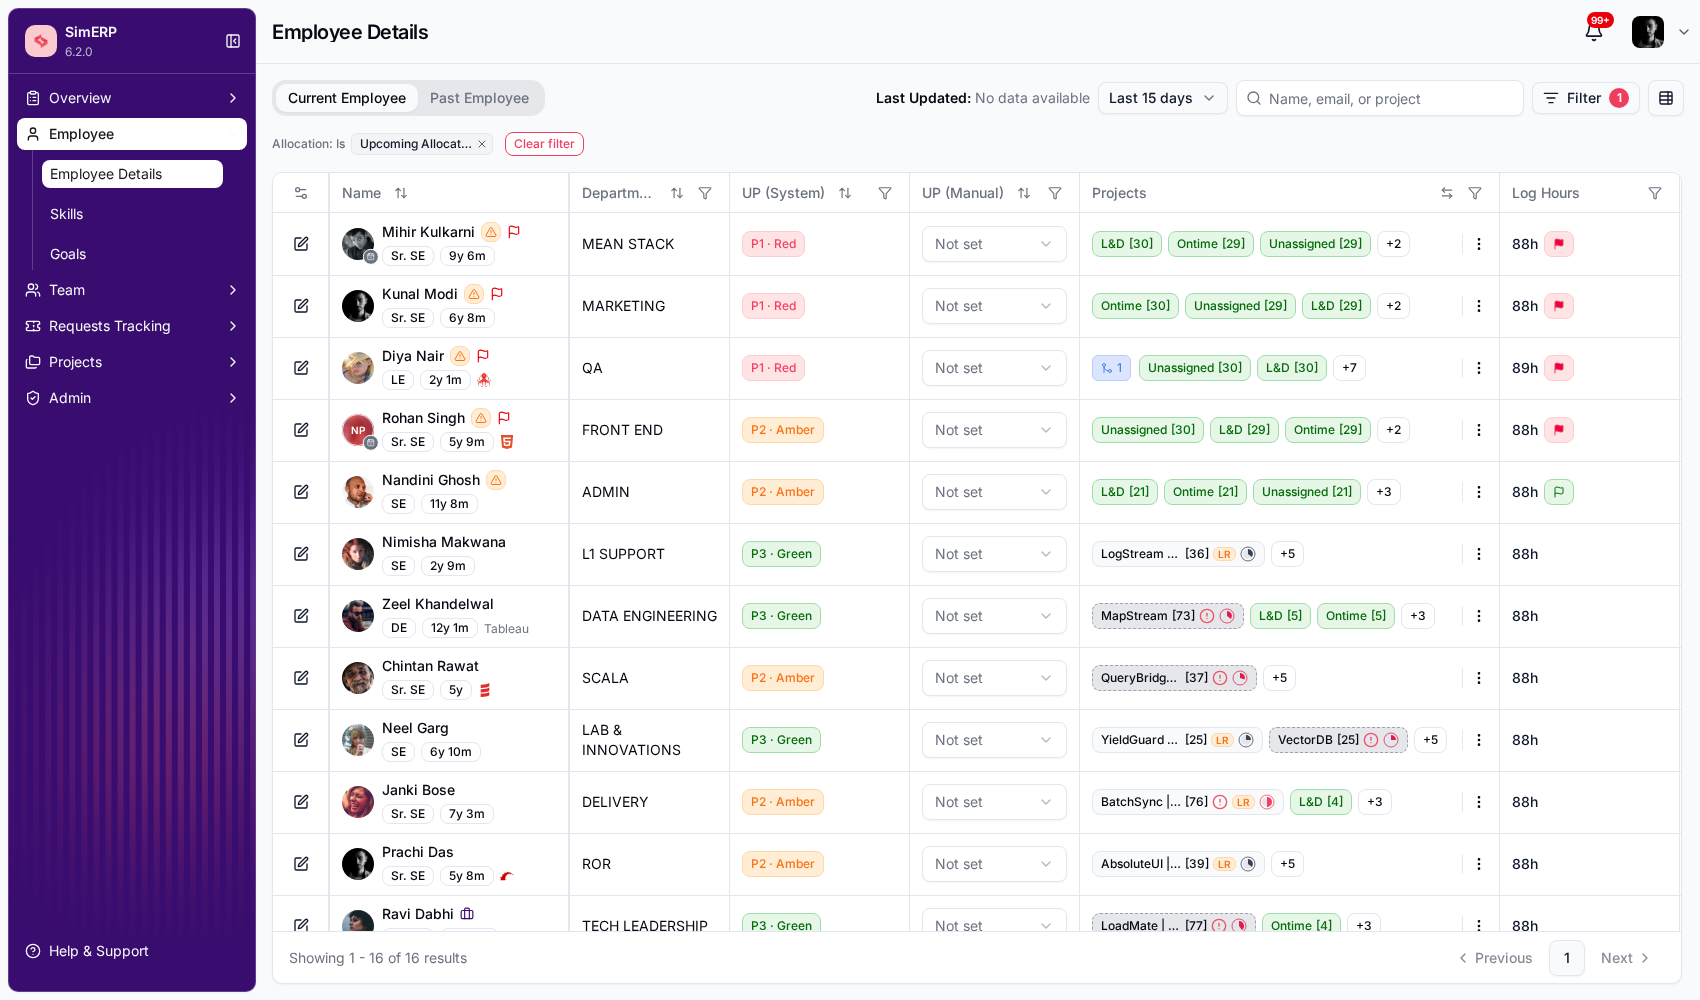 SimERP
6.2.0
Overview
Employee
Employee Details
Skills
Goals
Team
Requests Tracking
Projects
Admin
Help & Support
Employee Details
99+
Current Employee
Past Employee
Last Updated: No data available
Last 15 days
Name, email, or project
Filter 1
Allocation: Is
Upcoming Allocat...
Clear filter
Name Departm... UP (System) UP (Manual) Projects Log Hours
Mihir Kulkarni
Sr. SE 9y 6m
MEAN STACK P1 · Red Not set L&D [30] Ontime [29] Unassigned [29] +2 88h
Kunal Modi
Sr. SE 6y 8m
MARKETING P1 · Red Not set Ontime [30] Unassigned [29] L&D [29] +2 88h
Diya Nair
LE 2y 1m
QA P1 · Red Not set 1 Unassigned [30] L&D [30] +7 89h
NP
Rohan Singh
Sr. SE 5y 9m
FRONT END P2 · Amber Not set Unassigned [30] L&D [29] Ontime [29] +2 88h
Nandini Ghosh
SE 11y 8m
ADMIN P2 · Amber Not set L&D [21] Ontime [21] Unassigned [21] +3 88h
Nimisha Makwana
SE 2y 9m
L1 SUPPORT P3 · Green Not set LogStream ... [36] LR +5 88h
Zeel Khandelwal
DE 12y 1m Tableau
DATA ENGINEERING P3 · Green Not set MapStream [73] L&D [5] Ontime [5] +3 88h
Chintan Rawat
Sr. SE 5y
SCALA P2 · Amber Not set QueryBridg... [37] +5 88h
Neel Garg
SE 6y 10m
LAB &
INNOVATIONS
P3 · Green Not set YieldGuard ... [25] LR VectorDB [25] +5 88h
Janki Bose
Sr. SE 7y 3m
DELIVERY P2 · Amber Not set BatchSync |... [76] LR L&D [4] +3 88h
Prachi Das
Sr. SE 5y 8m
ROR P2 · Amber Not set AbsoluteUI |... [39] LR +5 88h
Ravi Dabhi
TECH LEADERSHIP P3 · Green Not set LoadMate | ... [77] Ontime [4] +3 88h
Showing 1 - 16 of 16 results
Previous 1 Next